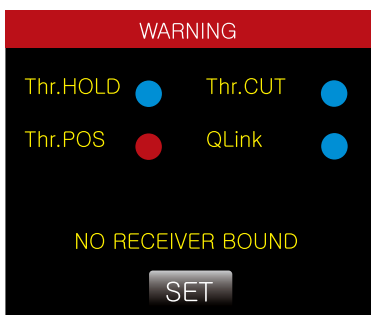 WARNING
Thr.HOLD Thr.CUT
Thr.POS QLink
NO RECEIVER BOUND
SET